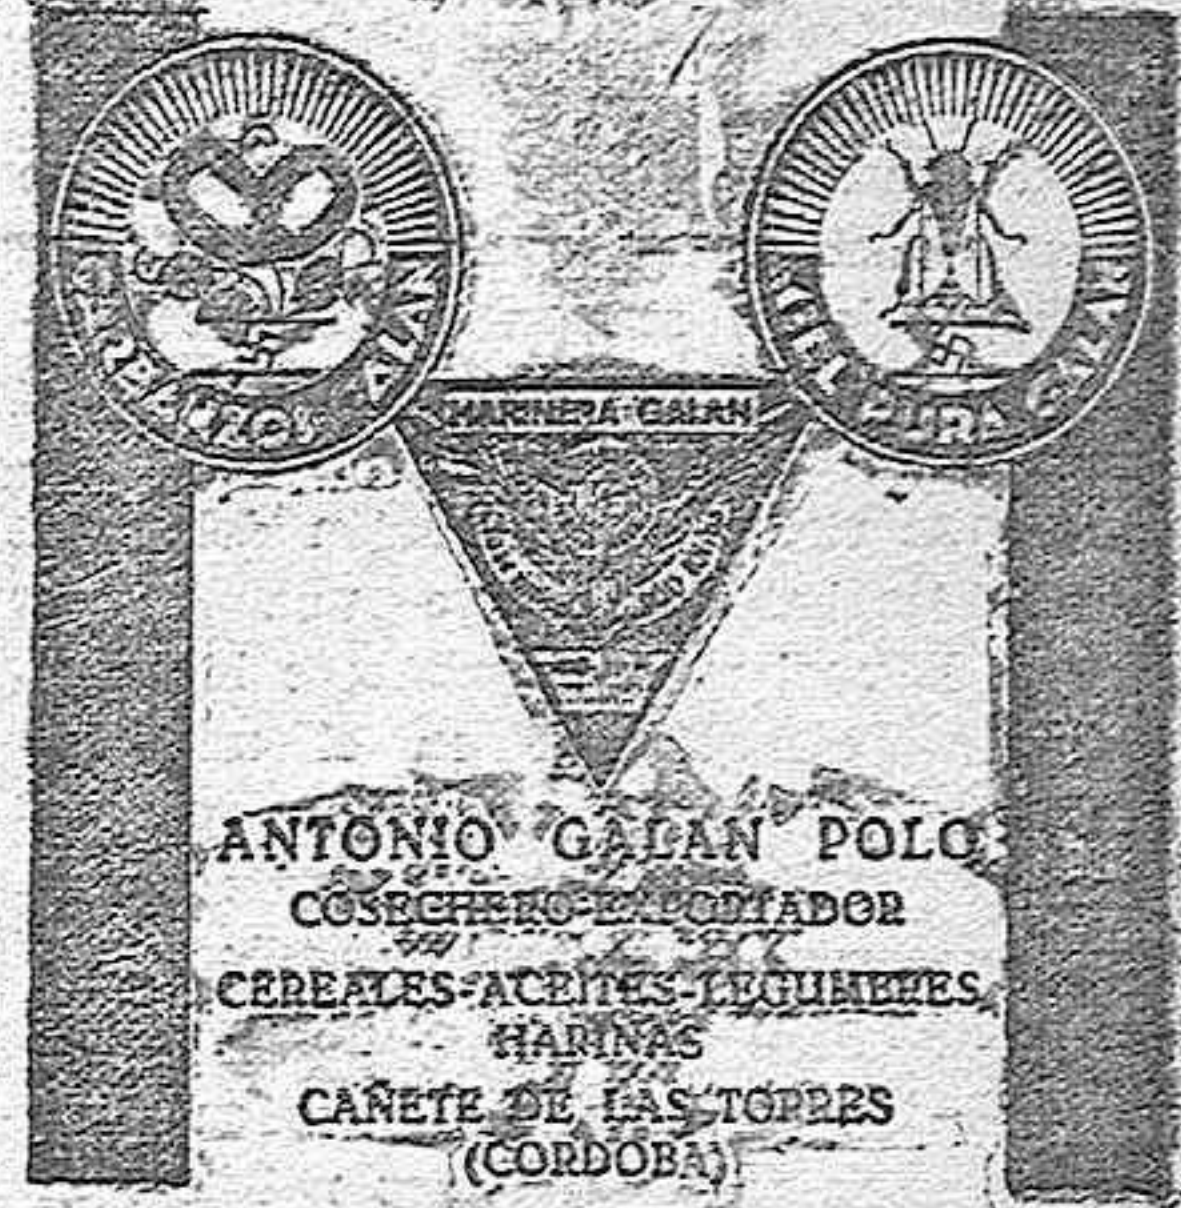 HARINERA GALAN
ANTONIO GALAN POLO
COSECHERO-EXPORTADOR
CEREALES-ACEITES-LEGUMBRES
HARINAS
CAÑETE DE LAS TORRES
(CORDOBA)